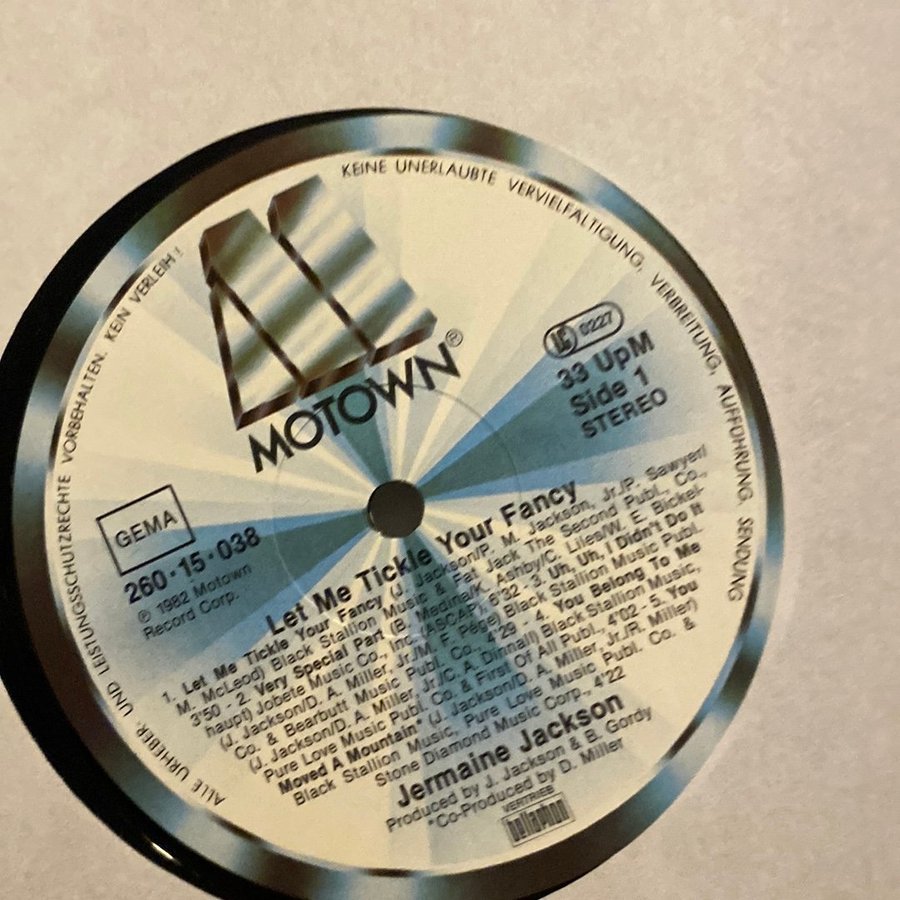 KEINE UNERLAUBTE VERVIELFÄLTIGUNG, VERBREITUNG, AUFFÜHRUNG, SENDUNG
MOTOWN®
LC 0227
33 UpM
Side 1
STEREO
GEMA
260·15·038
℗ 1982 Motown
Record Corp.
Let Me Tickle Your Fancy
1. Let Me Tickle Your Fancy (J. Jackson/P. M. Jackson, Jr./P. Sawyer/
M. McLeod) Black Stallion Music & Fat Jack The Second Publ., Co.,
3'50 - 2. Very Special Part (B. Medina/K. Ashby/C. Liles/W. E. Bickel-
haupt) Jobete Music Co., Inc. (ASCAP), 6'32 - 3. Uh, Uh, I Didn't Do It
(J. Jackson/D. A. Miller, Jr./M. F. Pege) Black Stallion Music Publ.
Co. & Bearbutt Music Publ. Co., 4'29 - 4. You Belong To Me
(J. Jackson/D. A. Miller, Jr./C. A. Dinnall) Black Stallion Music,
Pure Love Music Publ. Co. & First Of All Publ., 4'02 - 5. You
Moved A Mountain* (J. Jackson/D. A. Miller, Jr./R. Miller)
Black Stallion Music, Pure Love Music Publ. Co. &
Stone Diamond Music Corp., 4'22
Jermaine Jackson
Produced by J. Jackson & B. Gordy
*Co-Produced by D. Miller
VERTRIEB
bellaphon
ALLE URHEBER- UND LEISTUNGSSCHUTZRECHTE VORBEHALTEN. KEIN VERLEIH!